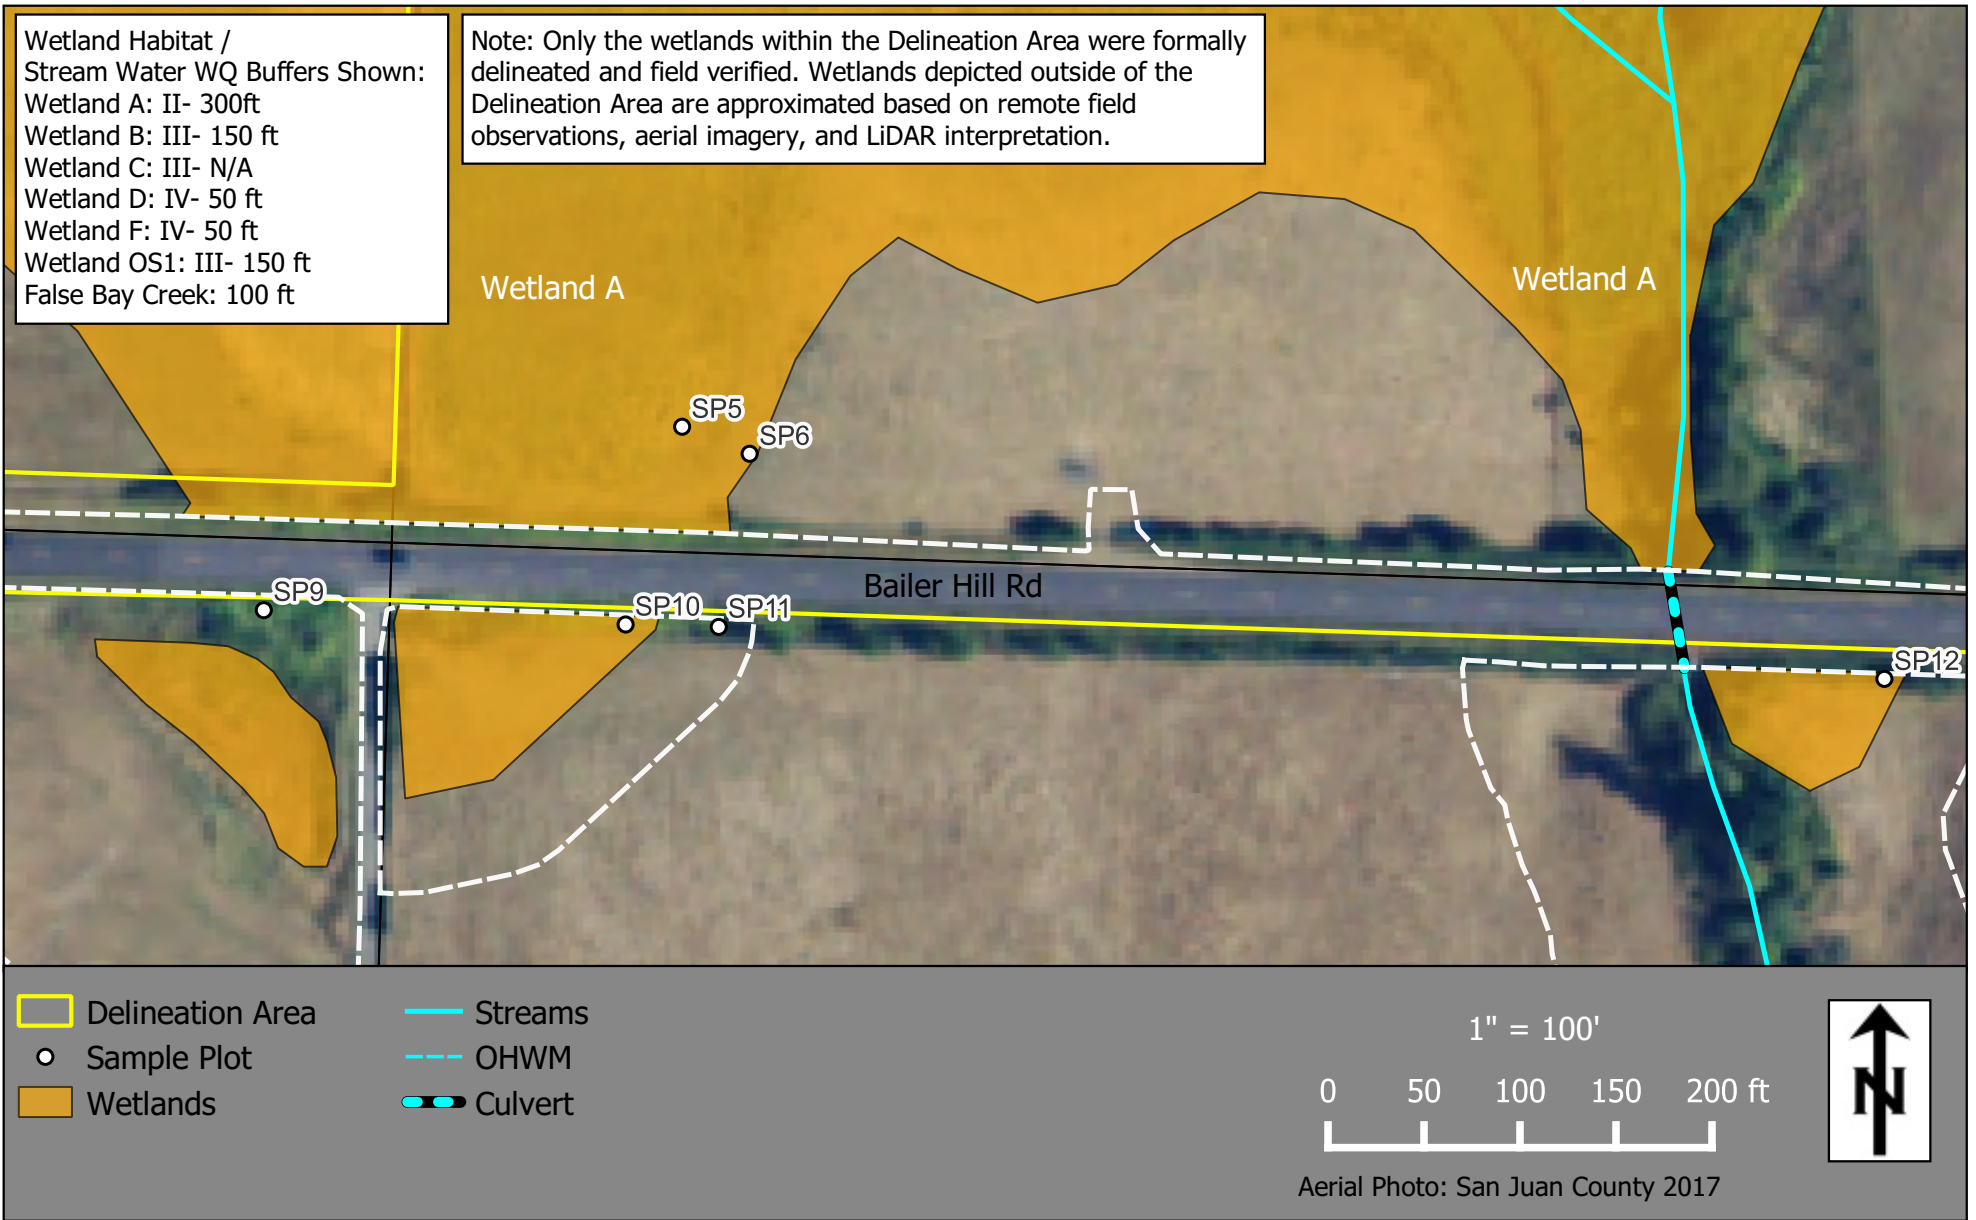 Wetland Habitat /
Stream Water WQ Buffers Shown:
Wetland A: II- 300ft
Wetland B: III- 150 ft
Wetland C: III- N/A
Wetland D: IV- 50 ft
Wetland F: IV- 50 ft
Wetland OS1: III- 150 ft
False Bay Creek: 100 ft
Note: Only the wetlands within the Delineation Area were formally
delineated and field verified. Wetlands depicted outside of the
Delineation Area are approximated based on remote field
observations, aerial imagery, and LiDAR interpretation.
Wetland A
Wetland A
SP5
SP6
Bailer Hill Rd
SP9
SP10
SP11
SP12
Delineation Area
Sample Plot
Wetlands
Streams
OHWM
Culvert
1" = 100'
0 50 100 150 200 ft
Aerial Photo: San Juan County 2017
N